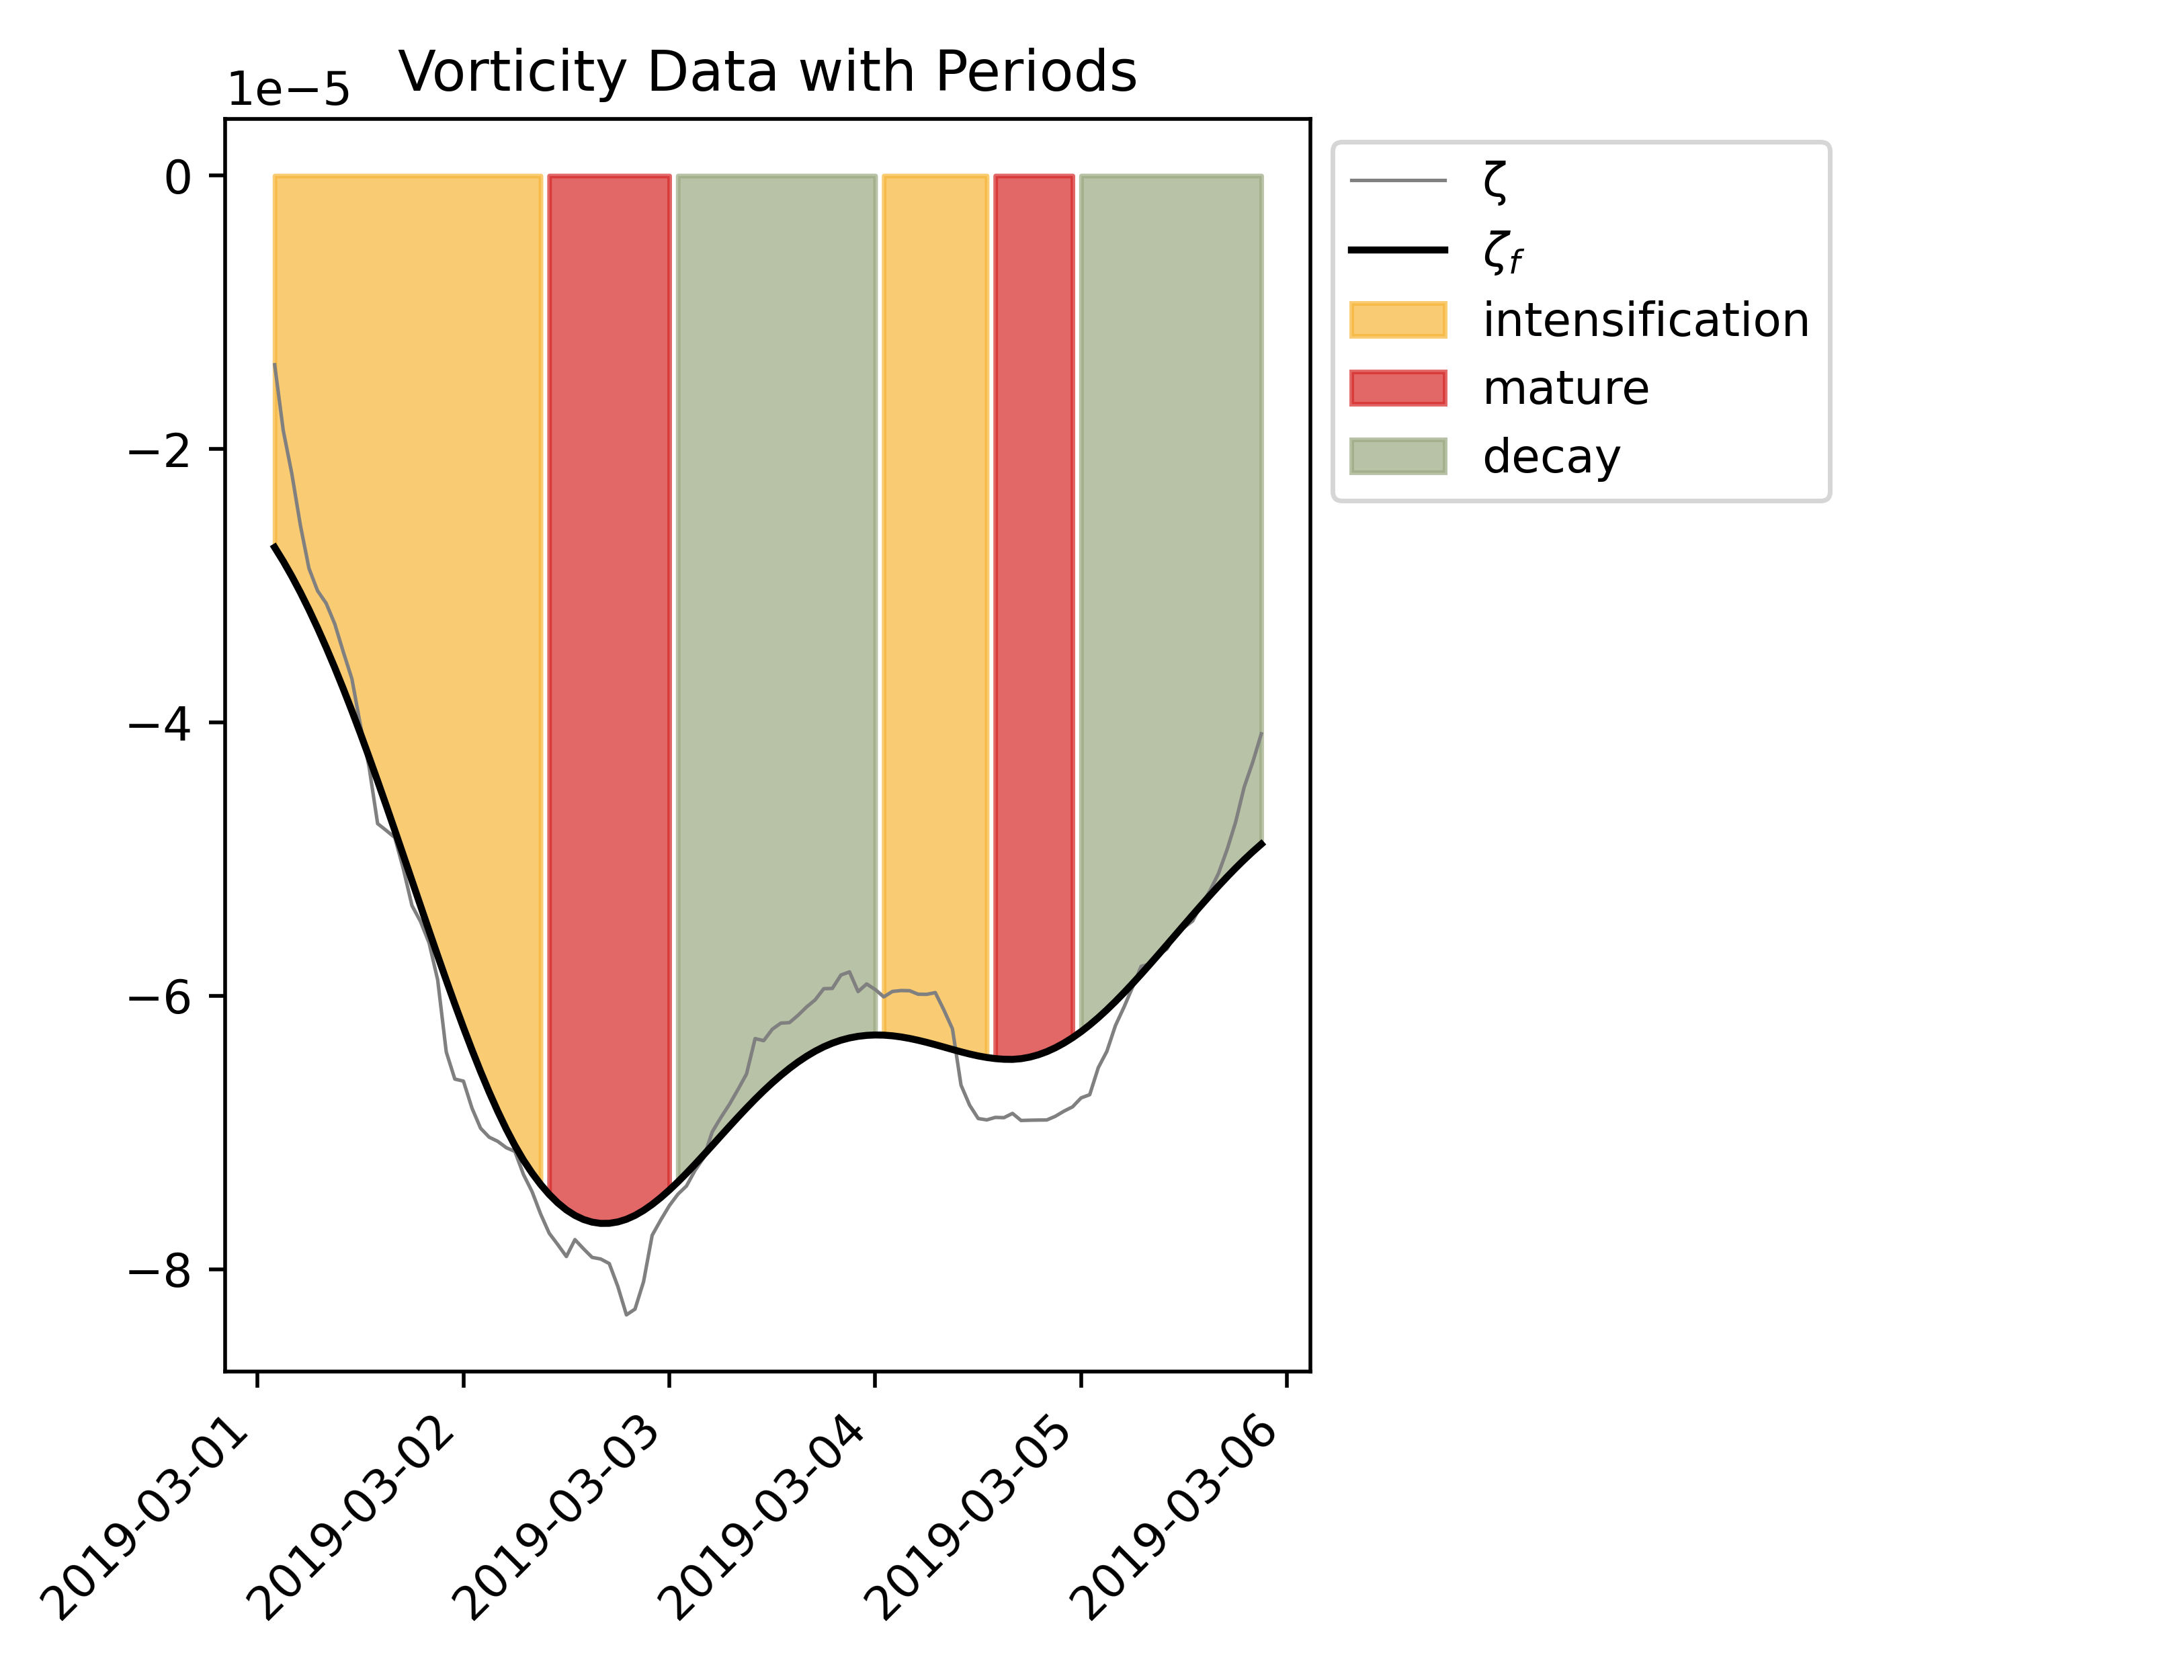 Vorticity Data with Periods
1e−5
0
−2
−4
−6
−8
2019-03-01
2019-03-02
2019-03-03
2019-03-04
2019-03-05
2019-03-06
ζ
ζf
intensification
mature
decay